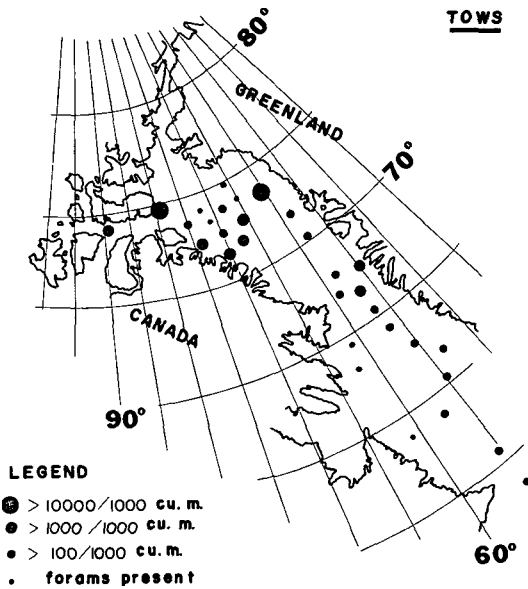 TOWS
80°
GREENLAND
70°
CANADA
90°
LEGEND
> 10000/1000 cu. m.
> 1000/1000 cu. m.
> 100/1000 cu. m.
forams present
60°